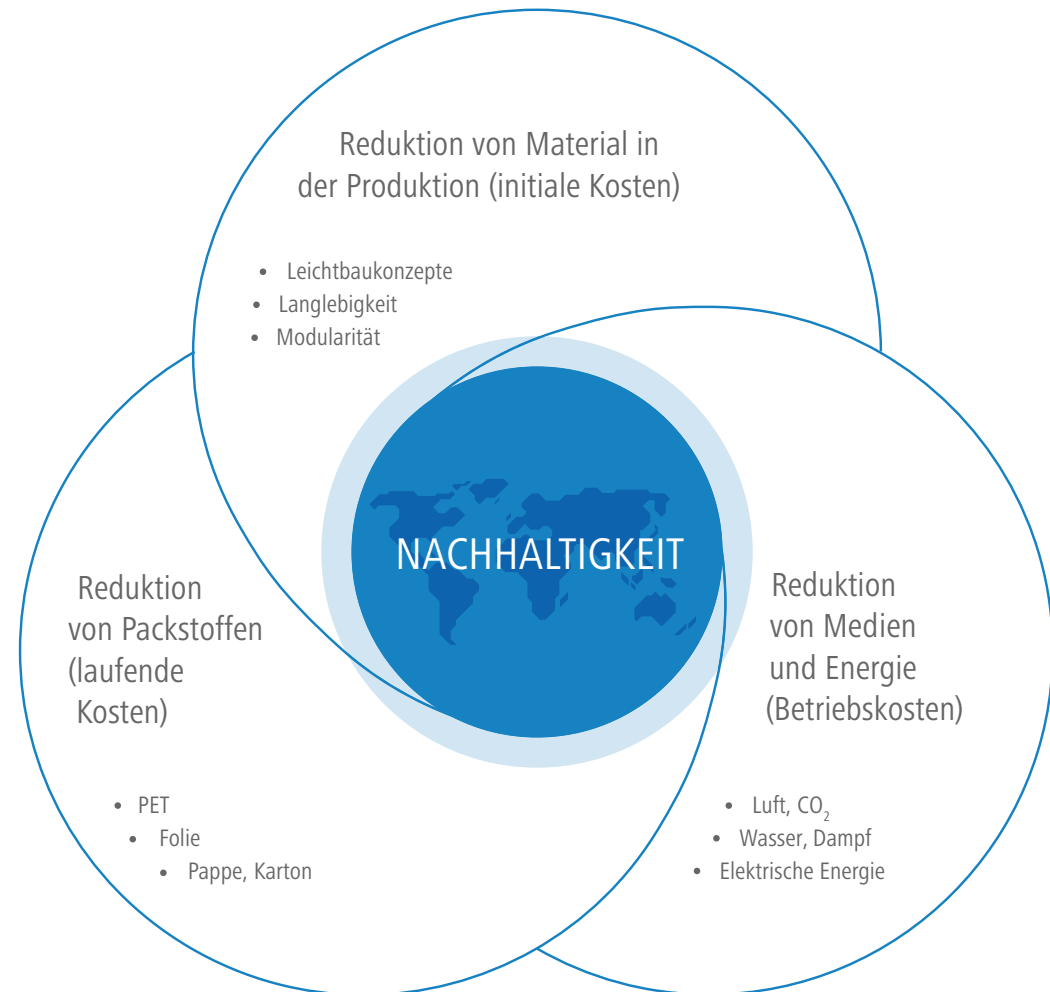 Reduktion von Material in
der Produktion (initiale Kosten)
• Leichtbaukonzepte
• Langlebigkeit
• Modularität
NACHHALTIGKEIT
Reduktion
von Packstoffen
(laufende
Kosten)
• PET
• Folie
• Pappe, Karton
Reduktion
von Medien
und Energie
(Betriebskosten)
• Luft, CO₂
• Wasser, Dampf
• Elektrische Energie